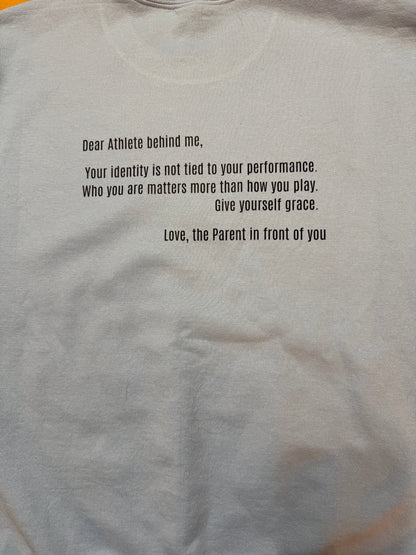 Dear Athlete behind me,
Your identity is not tied to your performance.
Who you are matters more than how you play.
Give yourself grace.
Love, the Parent in front of you